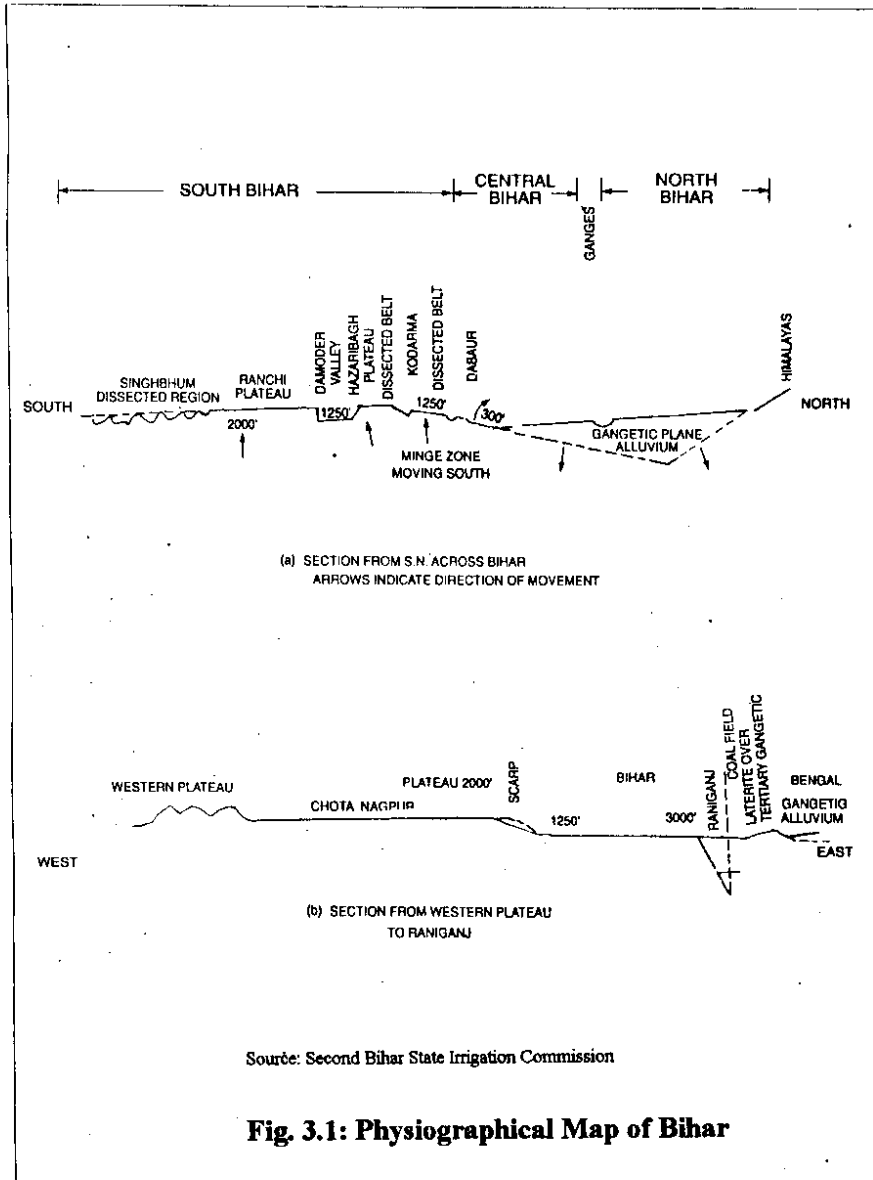 SOUTH BIHAR
CENTRAL
BIHAR
GANGES
NORTH
BIHAR
SOUTH
SINGHBHUM
DISSECTED REGION
RANCHI
PLATEAU
2000'
DAMODER
VALLEY
1250'
HAZARIBAGH
PLATEAU
DISSECTED BELT
KODARMA
DISSECTED BELT
1250'
DABAUR
300'
MINGE ZONE
MOVING SOUTH
GANGETIC PLANE
ALLUVIUM
HIMALAYAS
NORTH
(a) SECTION FROM S.N. ACROSS BIHAR
ARROWS INDICATE DIRECTION OF MOVEMENT
WESTERN PLATEAU
WEST
CHOTA NAGPUR
PLATEAU 2000'
SCARP
1250'
BIHAR
3000'
RANIGANJ
COAL FIELD
LATERITE OVER
TERTIARY GANGETIC
BENGAL
GANGETIG
ALLUVIUM
EAST
(b) SECTION FROM WESTERN PLATEAU
TO RANIGANJ
Source: Second Bihar State Irrigation Commission
Fig. 3.1: Physiographical Map of Bihar